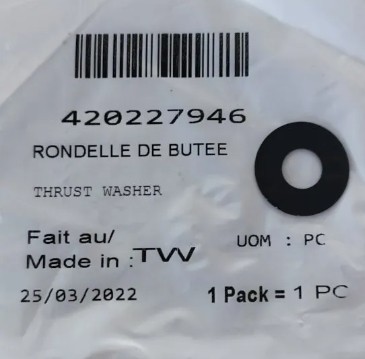 420227946
RONDELLE DE BUTEE
THRUST WASHER
Fait au/
Made in : TVV
UOM : PC
25/03/2022
1 Pack = 1 PC